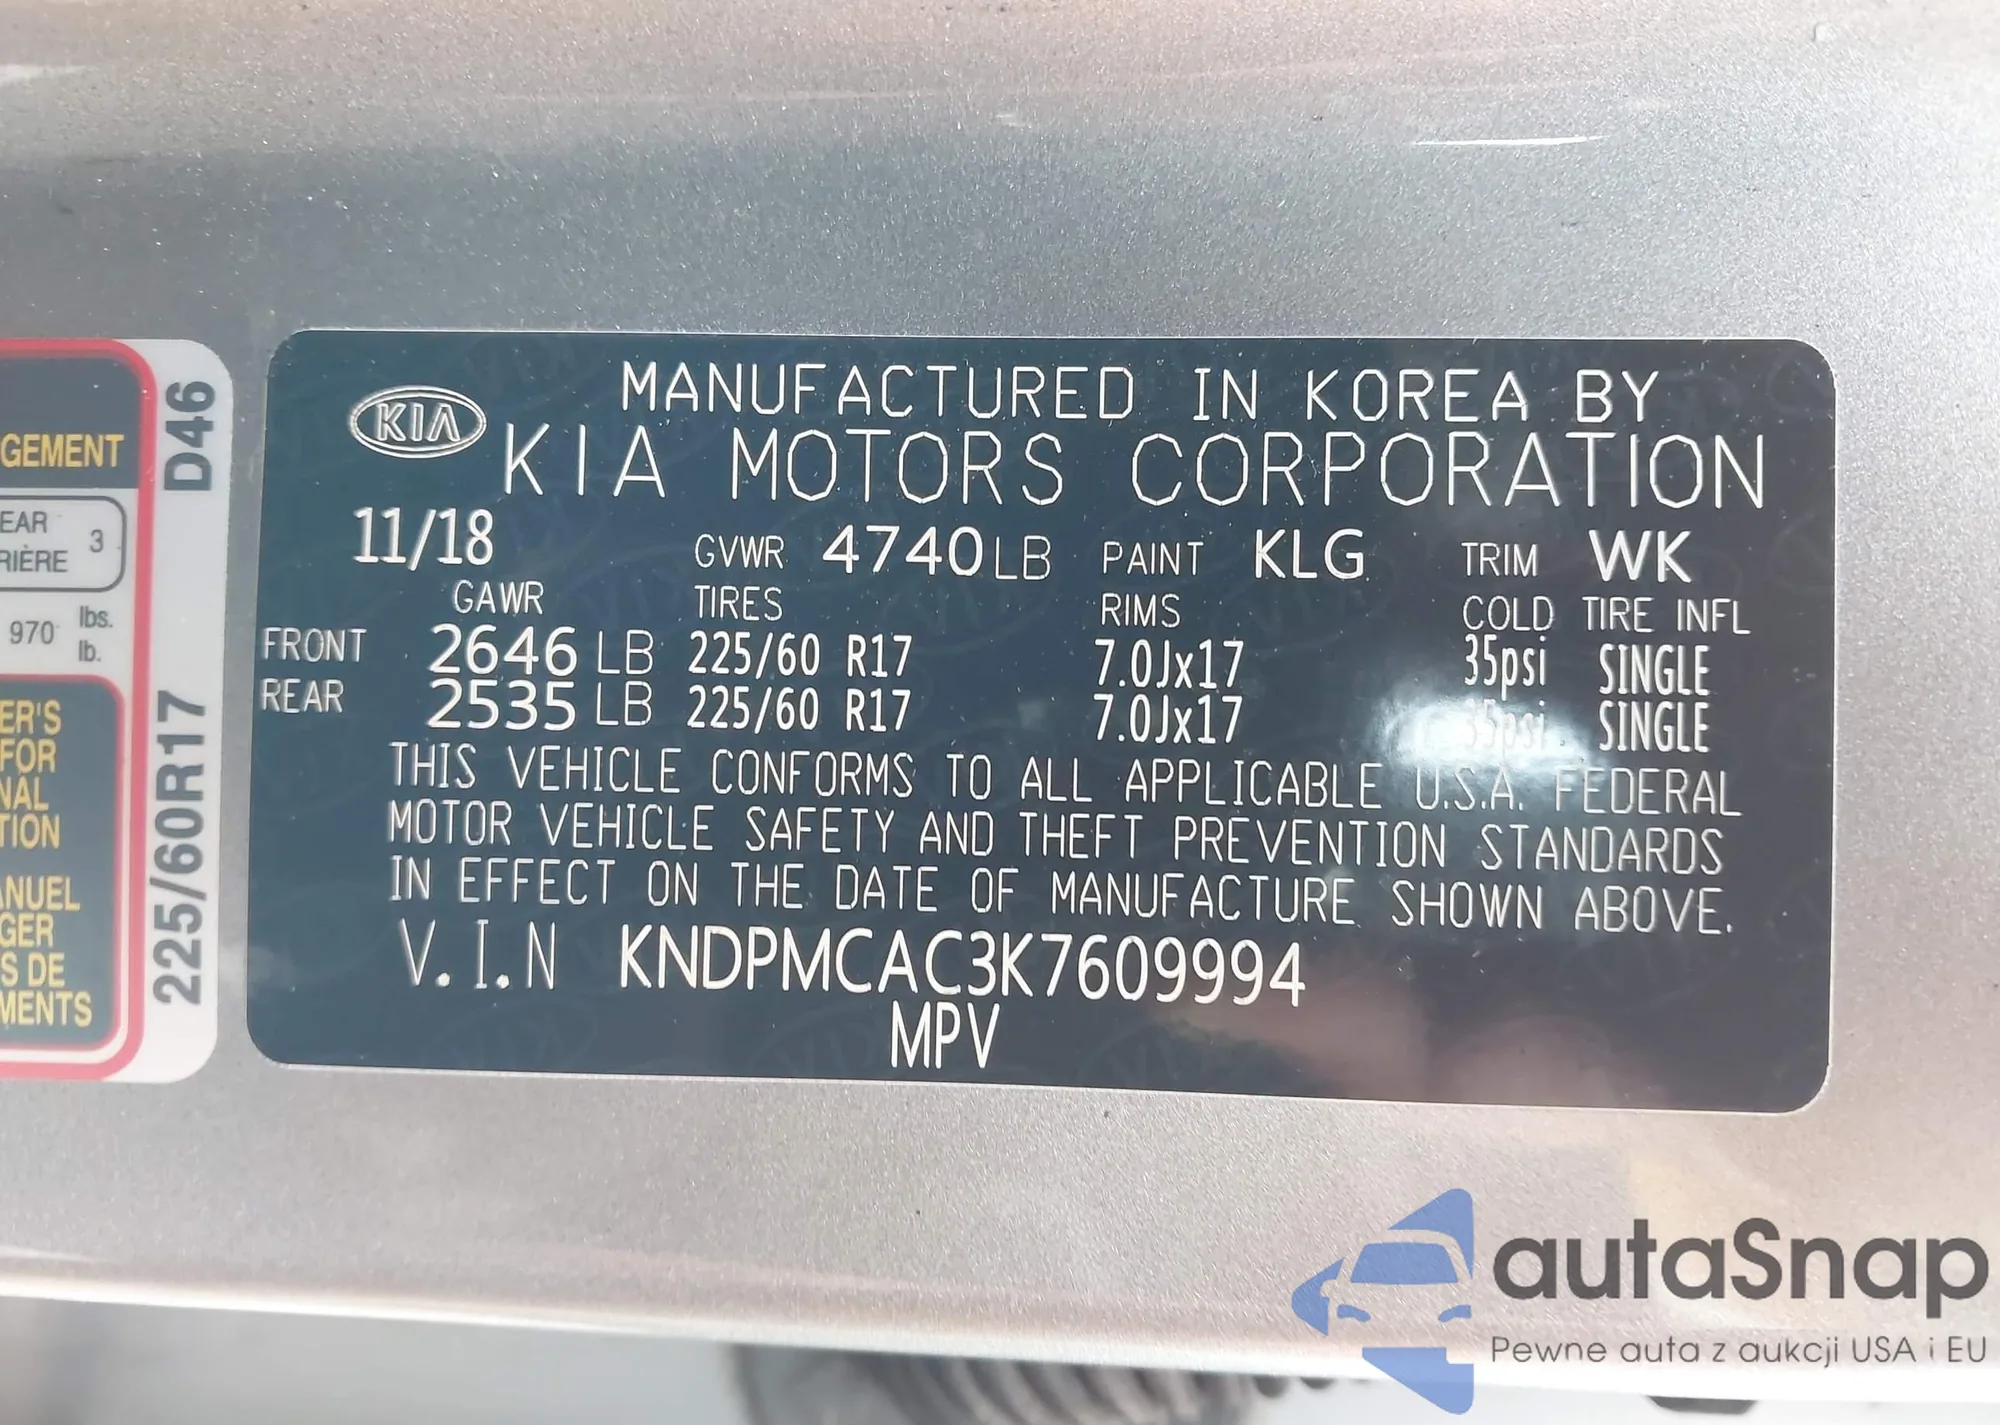 GEMENT
EAR
RIÈRE 3
970 lbs.
lb.
ER'S
FOR
NAL
TION
ANUEL
GER
S DE
MENTS
D46
225/60R17
KIA
MANUFACTURED IN KOREA BY
KIA MOTORS CORPORATION
11/18 GVWR 4740LB PAINT KLG TRIM WK
GAWR TIRES RIMS COLD TIRE INFL
FRONT 2646 LB 225/60 R17 7.0Jx17 35psi SINGLE
REAR 2535 LB 225/60 R17 7.0Jx17 35psi SINGLE
THIS VEHICLE CONFORMS TO ALL APPLICABLE U.S.A. FEDERAL
MOTOR VEHICLE SAFETY AND THEFT PREVENTION STANDARDS
IN EFFECT ON THE DATE OF MANUFACTURE SHOWN ABOVE.
V.I.N KNDPMCAC3K7609994
MPV
autaSnap
Pewne auta z aukcji USA i EU